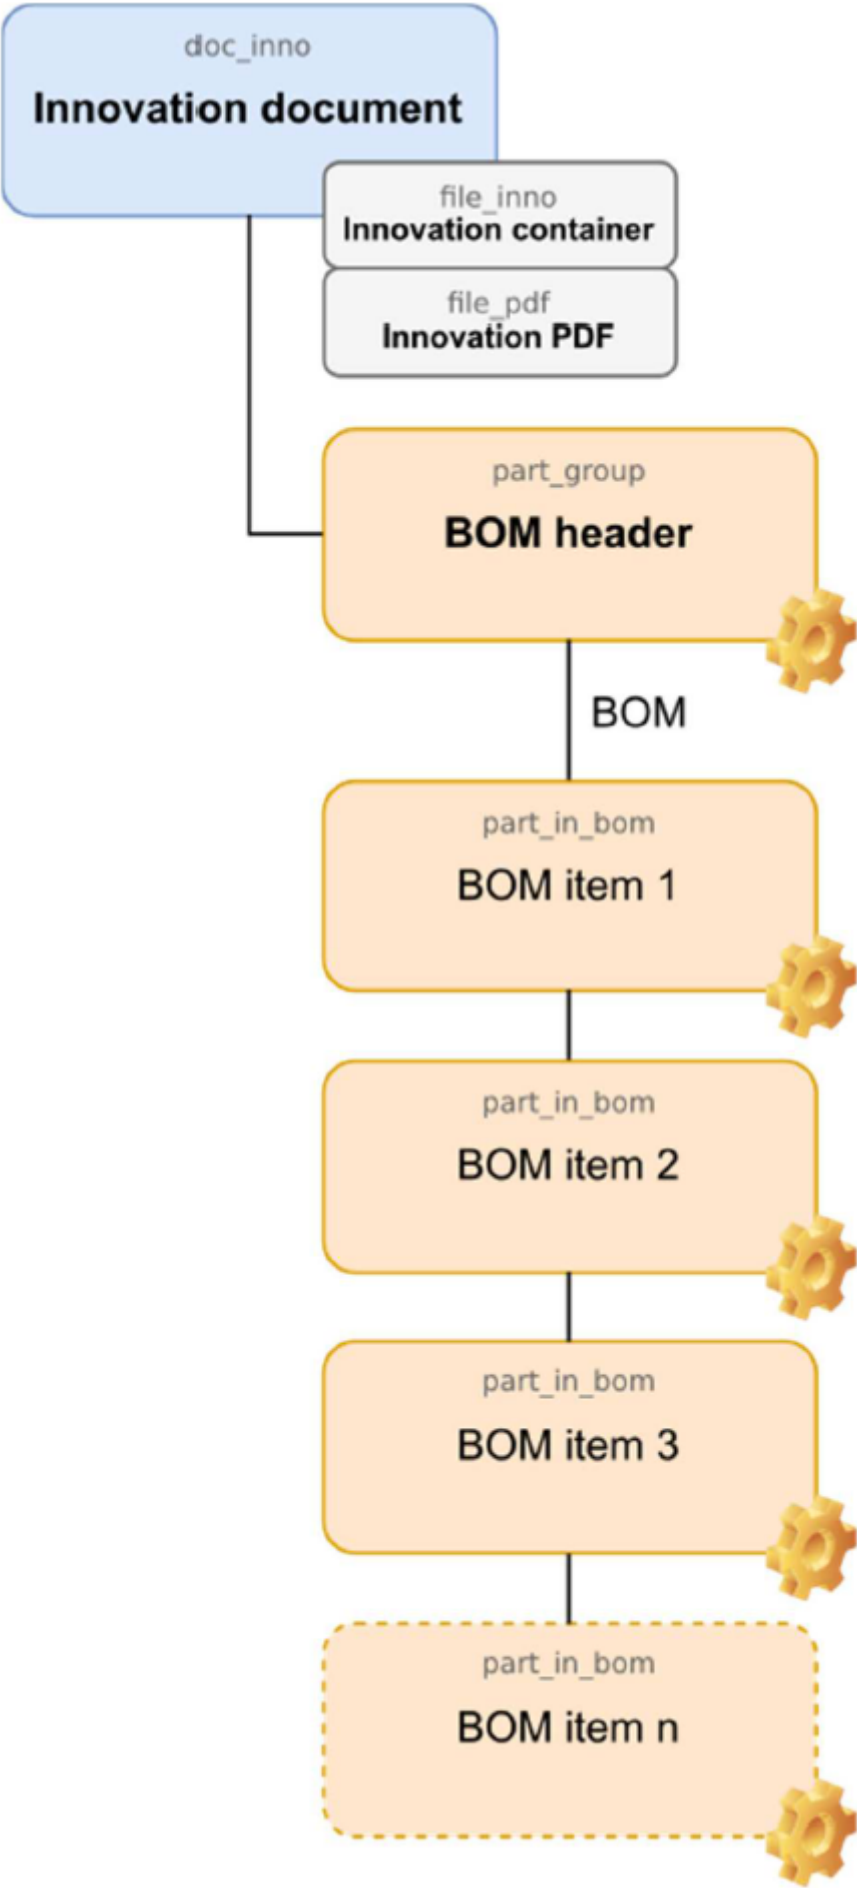 doc_inno
Innovation document
file_inno
Innovation container
file_pdf
Innovation PDF
part_group
BOM header
BOM
part_in_bom
BOM item 1
part_in_bom
BOM item 2
part_in_bom
BOM item 3
part_in_bom
BOM item n